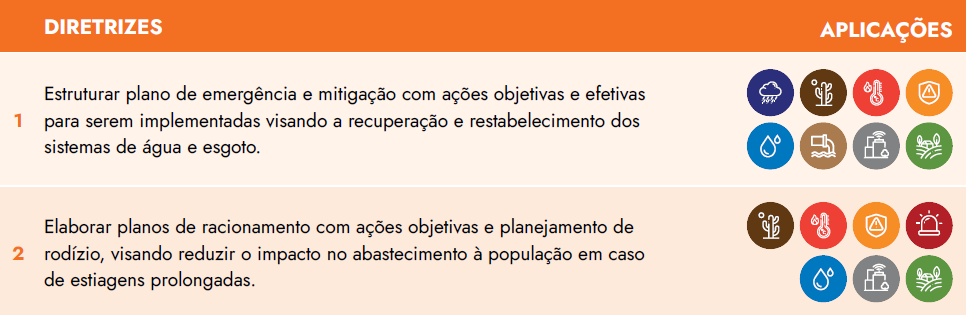 DIRETRIZES
APLICAÇÕES
1
Estruturar plano de emergência e mitigação com ações objetivas e efetivas
para serem implementadas visando a recuperação e restabelecimento dos
sistemas de água e esgoto.
2
Elaborar planos de racionamento com ações objetivas e planejamento de
rodízio, visando reduzir o impacto no abastecimento à população em caso
de estiagens prolongadas.